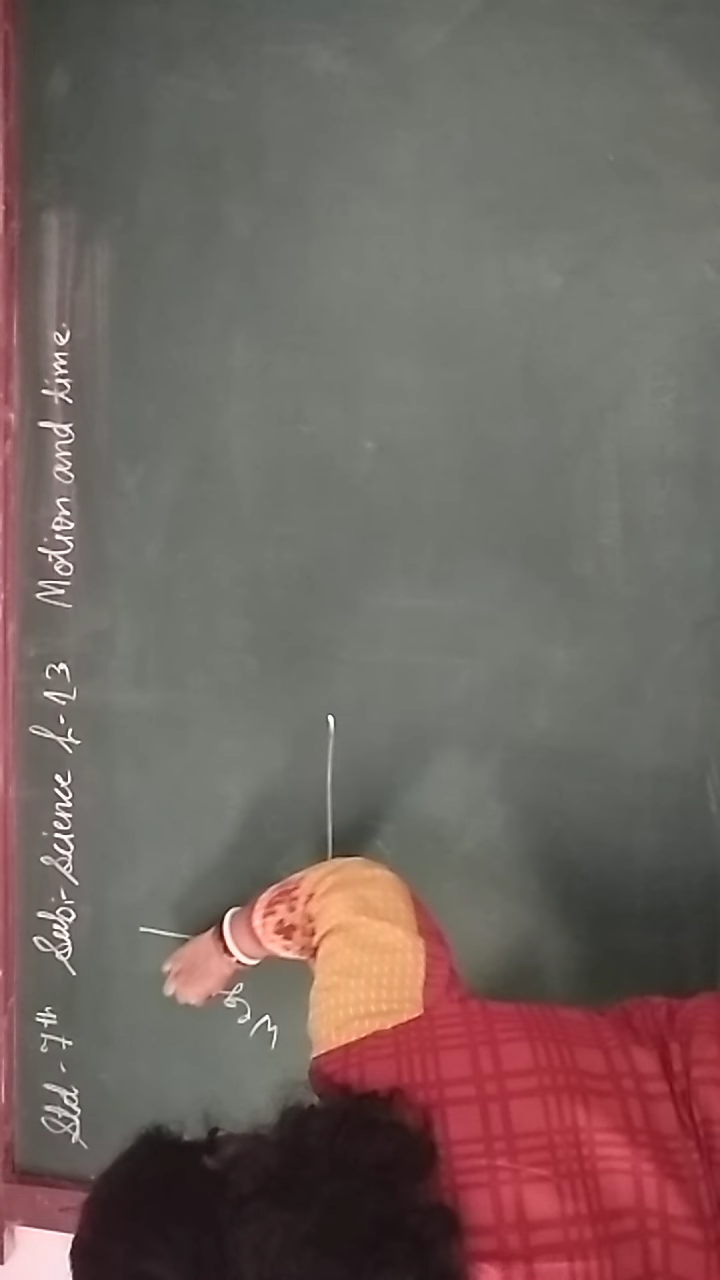 Std - 7th Sub:- Science L-13 Motion and time.